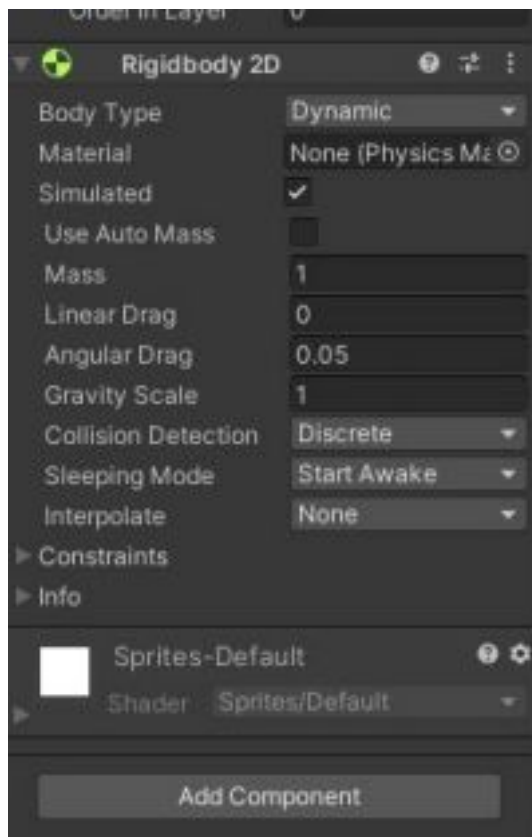 Order in Layer 0
Rigidbody 2D
Body Type Dynamic
Material None (Physics Ma
Simulated
Use Auto Mass
Mass 1
Linear Drag 0
Angular Drag 0.05
Gravity Scale 1
Collision Detection Discrete
Sleeping Mode Start Awake
Interpolate None
Constraints
Info
Sprites-Default
Shader Sprites/Default
Add Component